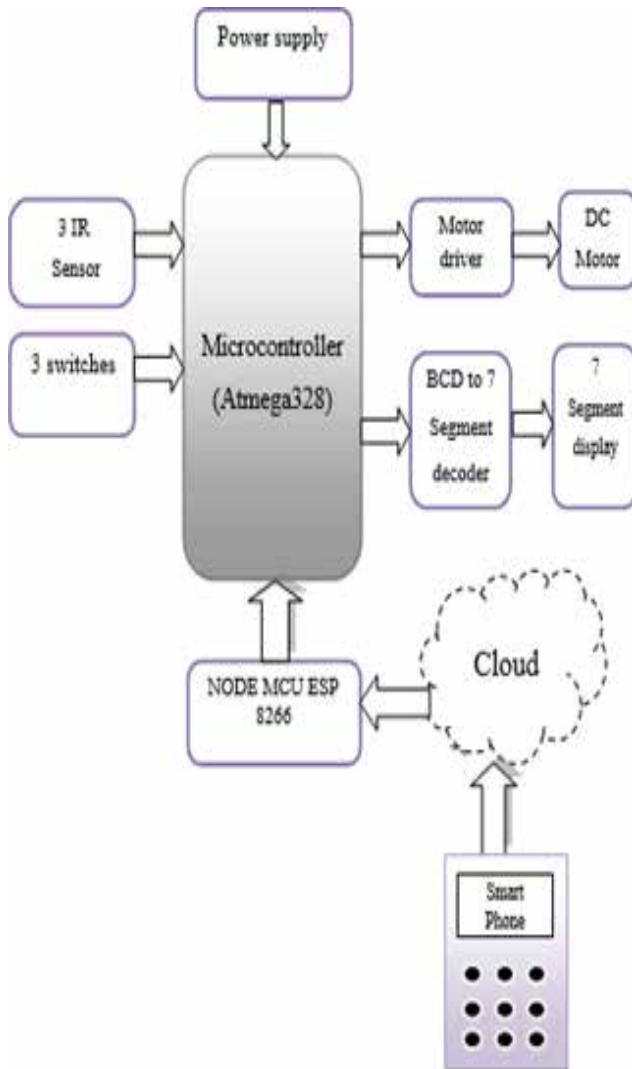 Power supply
3 IR
Sensor
3 switches
Microcontroller
(Atmega328)
Motor
driver
DC
Motor
BCD to 7
Segment
decoder
7
Segment
display
NODE MCU ESP
8266
Cloud
Smart
Phone